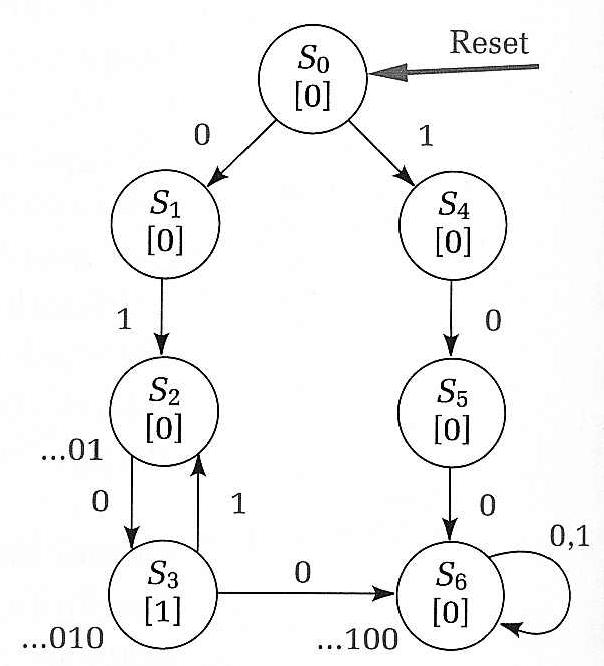 Reset
S0
[0]
0
1
S1
[0]
S4
[0]
1
0
S2
[0]
S5
[0]
...01
0
1
0
0,1
S3
[1]
0
S6
[0]
...010
...100